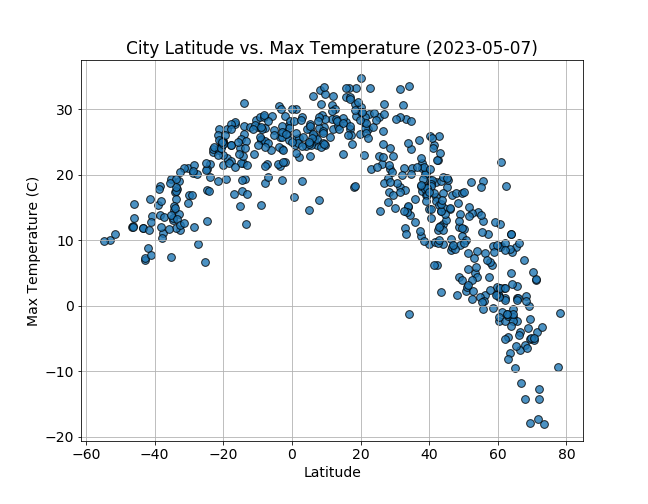 City Latitude vs. Max Temperature (2023-05-07)
Max Temperature (C)
30
20
10
0
−10
−20
−60 −40 −20 0 20 40 60 80
Latitude